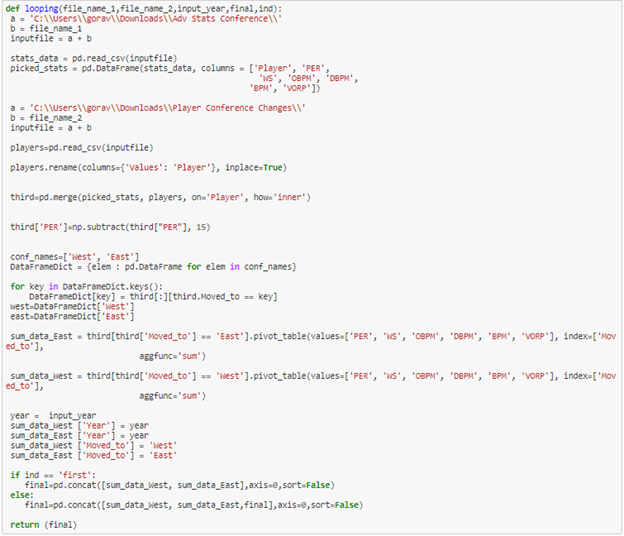 def looping(file_name_1,file_name_2,input_year,final,ind):
a = 'C:\\Users\\gorav\\Downloads\\Adv Stats Conference\\'
b = file_name_1
inputfile = a + b
stats_data = pd.read_csv(inputfile)
picked_stats = pd.DataFrame(stats_data, columns = ['Player', 'PER',
'WS', 'OBPM', 'DBPM',
'BPM', 'VORP'])
a = 'C:\\Users\\gorav\\Downloads\\Player Conference Changes\\'
b = file_name_2
inputfile = a + b
players=pd.read_csv(inputfile)
players.rename(columns={'Values': 'Player'}, inplace=True)
third=pd.merge(picked_stats, players, on='Player', how='inner')
third['PER']=np.subtract(third["PER"], 15)
conf_names=['West', 'East']
DataFrameDict = {elem : pd.DataFrame for elem in conf_names}
for key in DataFrameDict.keys():
DataFrameDict[key] = third[:][third.Moved_to == key]
west=DataFrameDict['West']
east=DataFrameDict['East']
sum_data_East = third[third['Moved_to'] == 'East'].pivot_table(values=['PER', 'WS', 'OBPM', 'DBPM', 'BPM', 'VORP'], index=['Mov
ed_to'],
aggfunc='sum')
sum_data_West = third[third['Moved_to'] == 'West'].pivot_table(values=['PER', 'WS', 'OBPM', 'DBPM', 'BPM', 'VORP'], index=['Mov
ed_to'],
aggfunc='sum')
year = input_year
sum_data_West ['Year'] = year
sum_data_East ['Year'] = year
sum_data_West ['Moved_to'] = 'West'
sum_data_East ['Moved_to'] = 'East'
if ind == 'first':
final=pd.concat([sum_data_West, sum_data_East],axis=0,sort=False)
else:
final=pd.concat([sum_data_West, sum_data_East,final],axis=0,sort=False)
return (final)